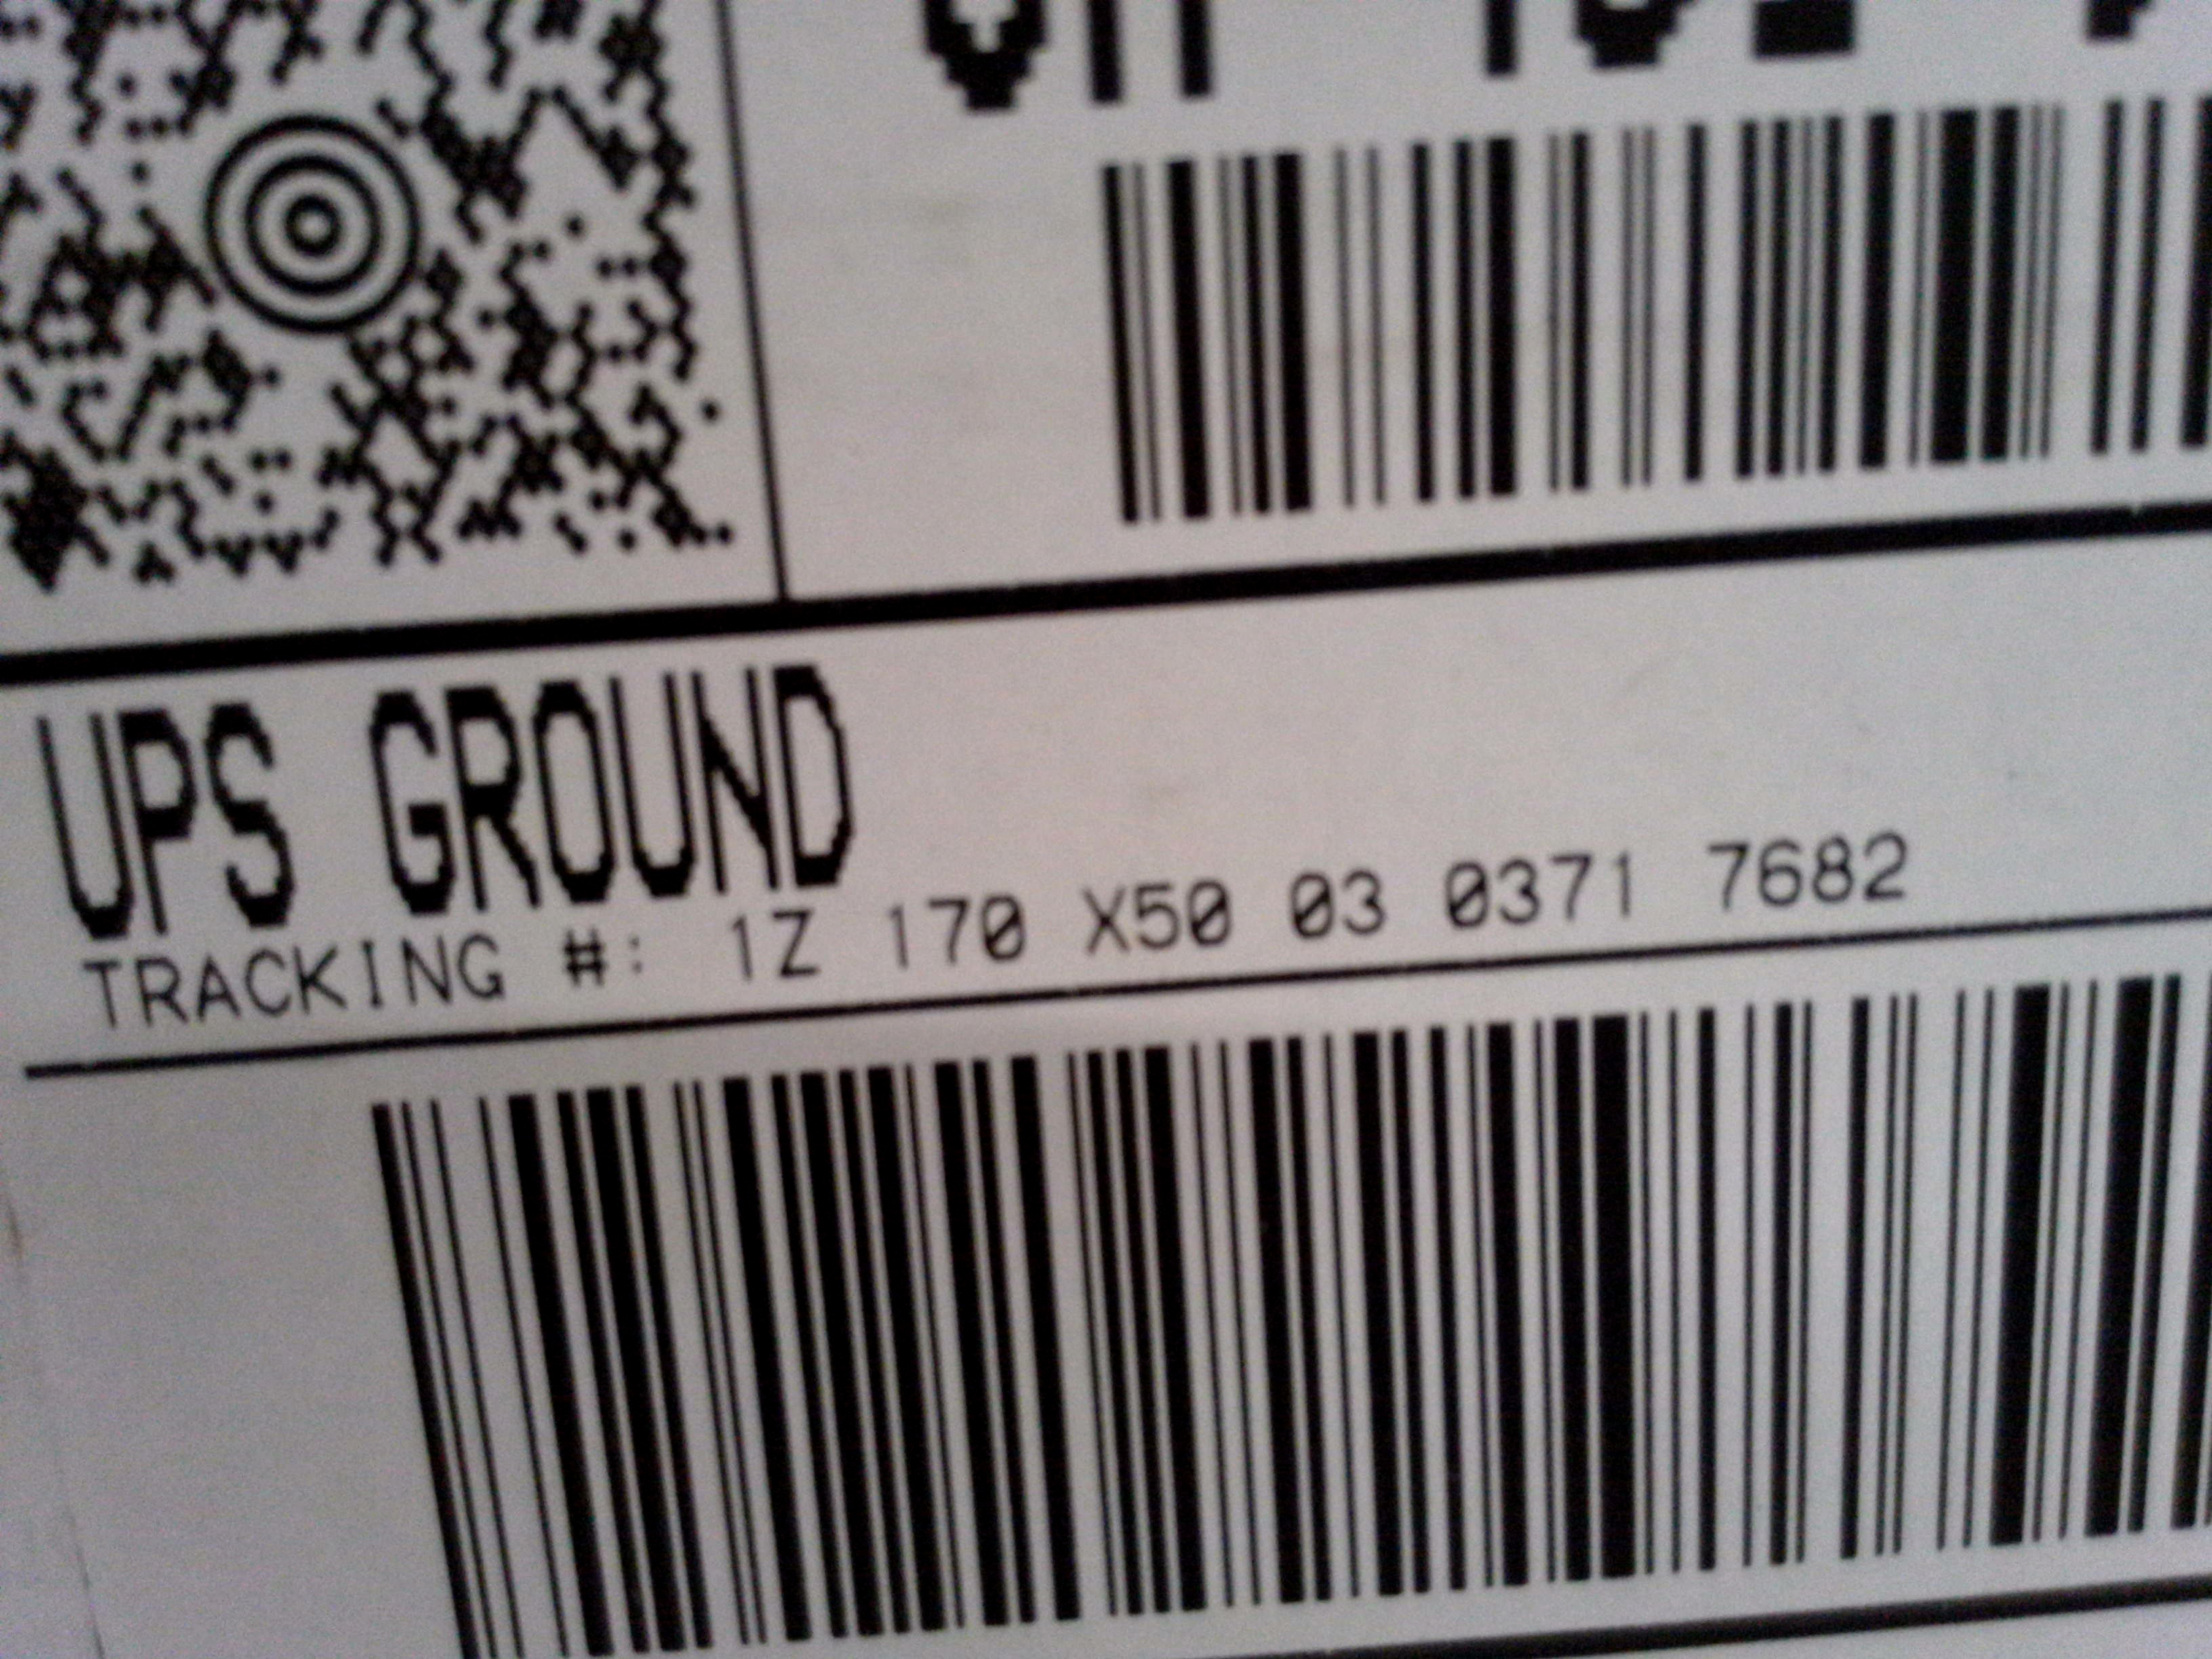 UPS GROUND
TRACKING #: 1Z 170 X50 03 0371 7682